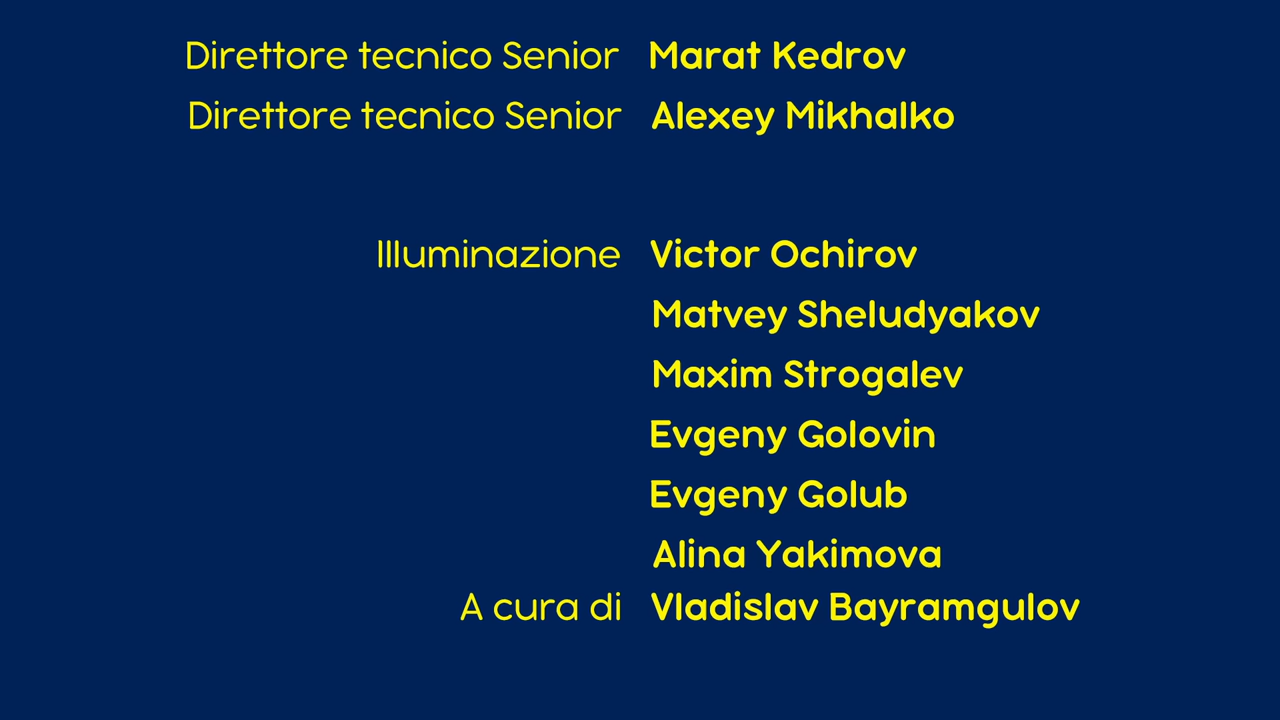 Direttore tecnico Senior Marat Kedrov
Direttore tecnico Senior Alexey Mikhalko
Illuminazione Victor Ochirov
Matvey Sheludyakov
Maxim Strogalev
Evgeny Golovin
Evgeny Golub
Alina Yakimova
A cura di Vladislav Bayramgulov